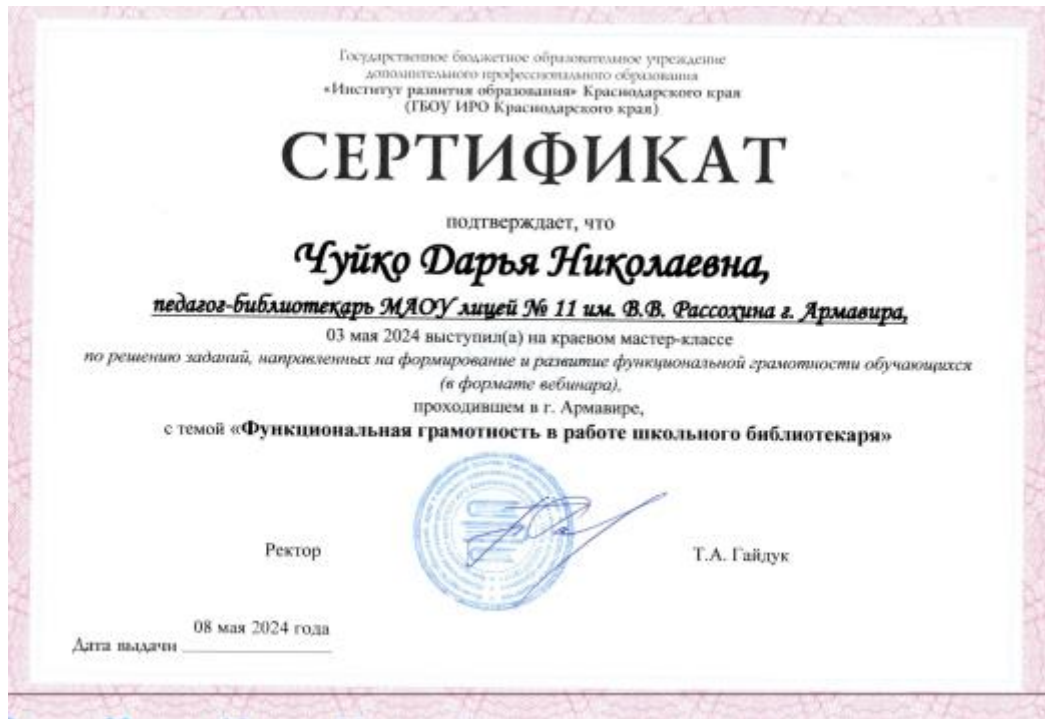 Государственное бюджетное образовательное учреждение
дополнительного профессионального образования
«Институт развития образования» Краснодарского края
(ГБОУ ИРО Краснодарского края)
СЕРТИФИКАТ
подтверждает, что
Чуйко Дарья Николаевна,
педагог-библиотекарь МАОУ лицей № 11 им. В.В. Рассохина г. Армавира,
03 мая 2024 выступил(а) на краевом мастер-классе
по решению заданий, направленных на формирование и развитие функциональной грамотности обучающихся
(в формате вебинара),
проходившем в г. Армавире,
с темой «Функциональная грамотность в работе школьного библиотекаря»
Ректор
Т.А. Гайдук
08 мая 2024 года
Дата выдачи